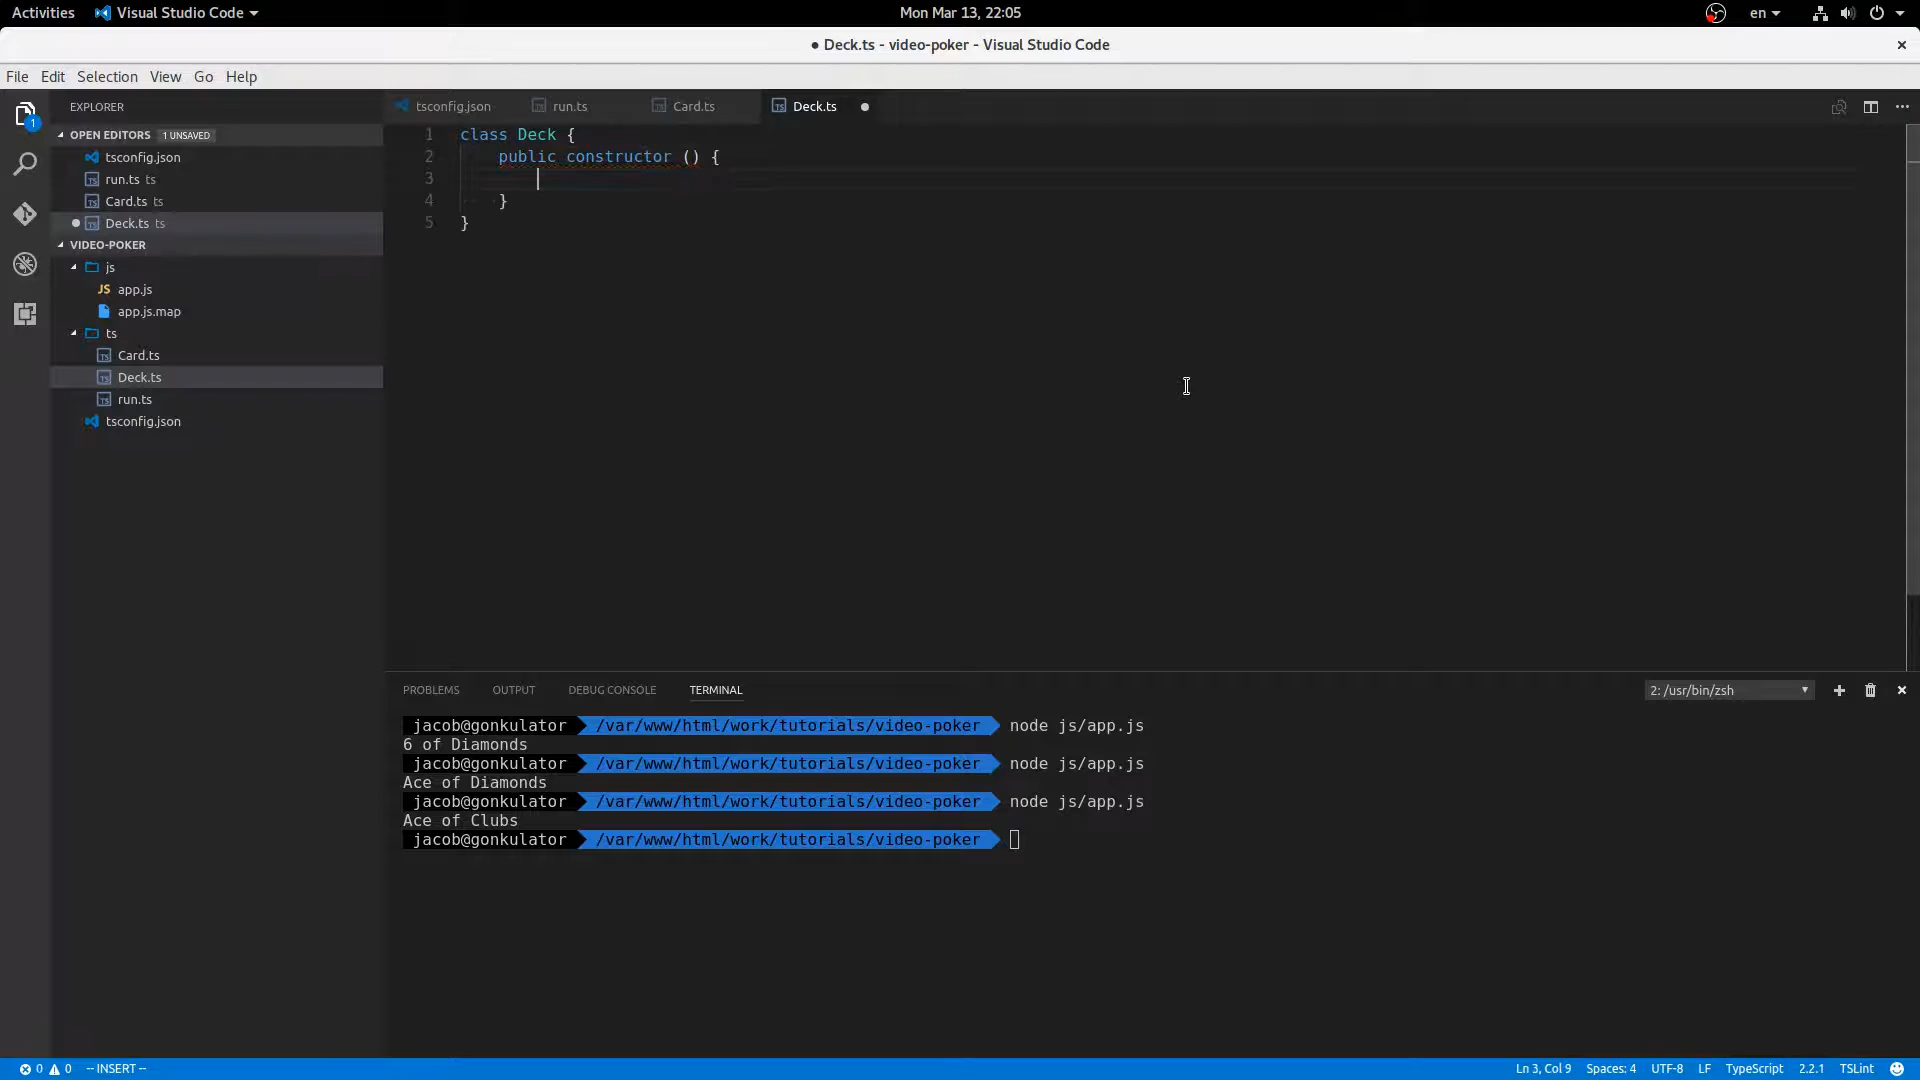 Activities Visual Studio Code Mon Mar 13, 22:05 en
● Deck.ts - video-poker - Visual Studio Code
File Edit Selection View Go Help
EXPLORER
OPEN EDITORS 1 UNSAVED
tsconfig.json
run.ts ts
Card.ts ts
Deck.ts ts
VIDEO-POKER
js
JS app.js
app.js.map
ts
TS Card.ts
TS Deck.ts
TS run.ts
tsconfig.json
1
tsconfig.json run.ts Card.ts Deck.ts
1 class Deck {
2 public constructor () {
3
4 }
5 }
PROBLEMS OUTPUT DEBUG CONSOLE TERMINAL 2: /usr/bin/zsh
jacob@gonkulator /var/www/html/work/tutorials/video-poker node js/app.js
6 of Diamonds
jacob@gonkulator /var/www/html/work/tutorials/video-poker node js/app.js
Ace of Diamonds
jacob@gonkulator /var/www/html/work/tutorials/video-poker node js/app.js
Ace of Clubs
jacob@gonkulator /var/www/html/work/tutorials/video-poker
0 0 -- INSERT -- Ln 3, Col 9 Spaces: 4 UTF-8 LF TypeScript 2.2.1 TSLint